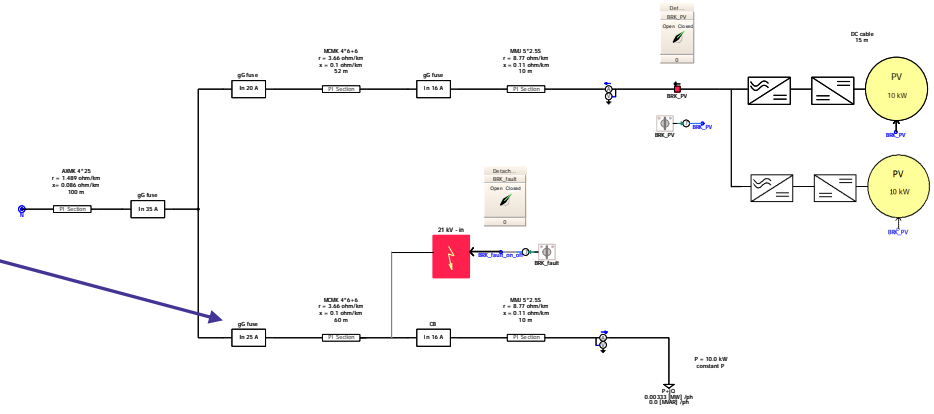 Def...
BRK_PV
Open Closed
0
DC cable
15 m
MCMK 4*6+6
r = 3.66 ohm/km
x = 0.1 ohm/km
52 m
MMJ 5*2.5S
r = 8.77 ohm/km
x = 0.11 ohm/km
10 m
gG fuse
In 20 A
PI Section
gG fuse
In 16 A
PI Section
BRK_PV
PV
10 kW
BRK_PV
BRK_PV
BRK_PV
AXMK 4*25
r = 1.489 ohm/km
x= 0.086 ohm/km
100 m
gG fuse
PI Section
In 35 A
Detach...
BRK_fault
Open Closed
0
PV
10 kW
BRK_PV
21 kV - in
BRK_fault_on_off
BRK_fault
MCMK 4*6+6
r = 3.66 ohm/km
x = 0.1 ohm/km
60 m
MMJ 5*2.5S
r = 8.77 ohm/km
x = 0.11 ohm/km
10 m
gG fuse
In 25 A
PI Section
CB
In 16 A
PI Section
P = 10.0 kW
constant P
P+jQ
0.00333 [MW] /ph
0.0 [MVAR] /ph